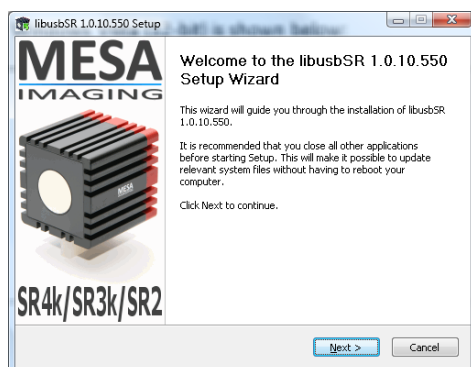 libusbSR 1.0.10.550 Setup
MESA
IMAGING
MESA
SR4k/SR3k/SR2
Welcome to the libusbSR 1.0.10.550
Setup Wizard
This wizard will guide you through the installation of libusbSR
1.0.10.550.
It is recommended that you close all other applications
before starting Setup. This will make it possible to update
relevant system files without having to reboot your
computer.
Click Next to continue.
Next >
Cancel